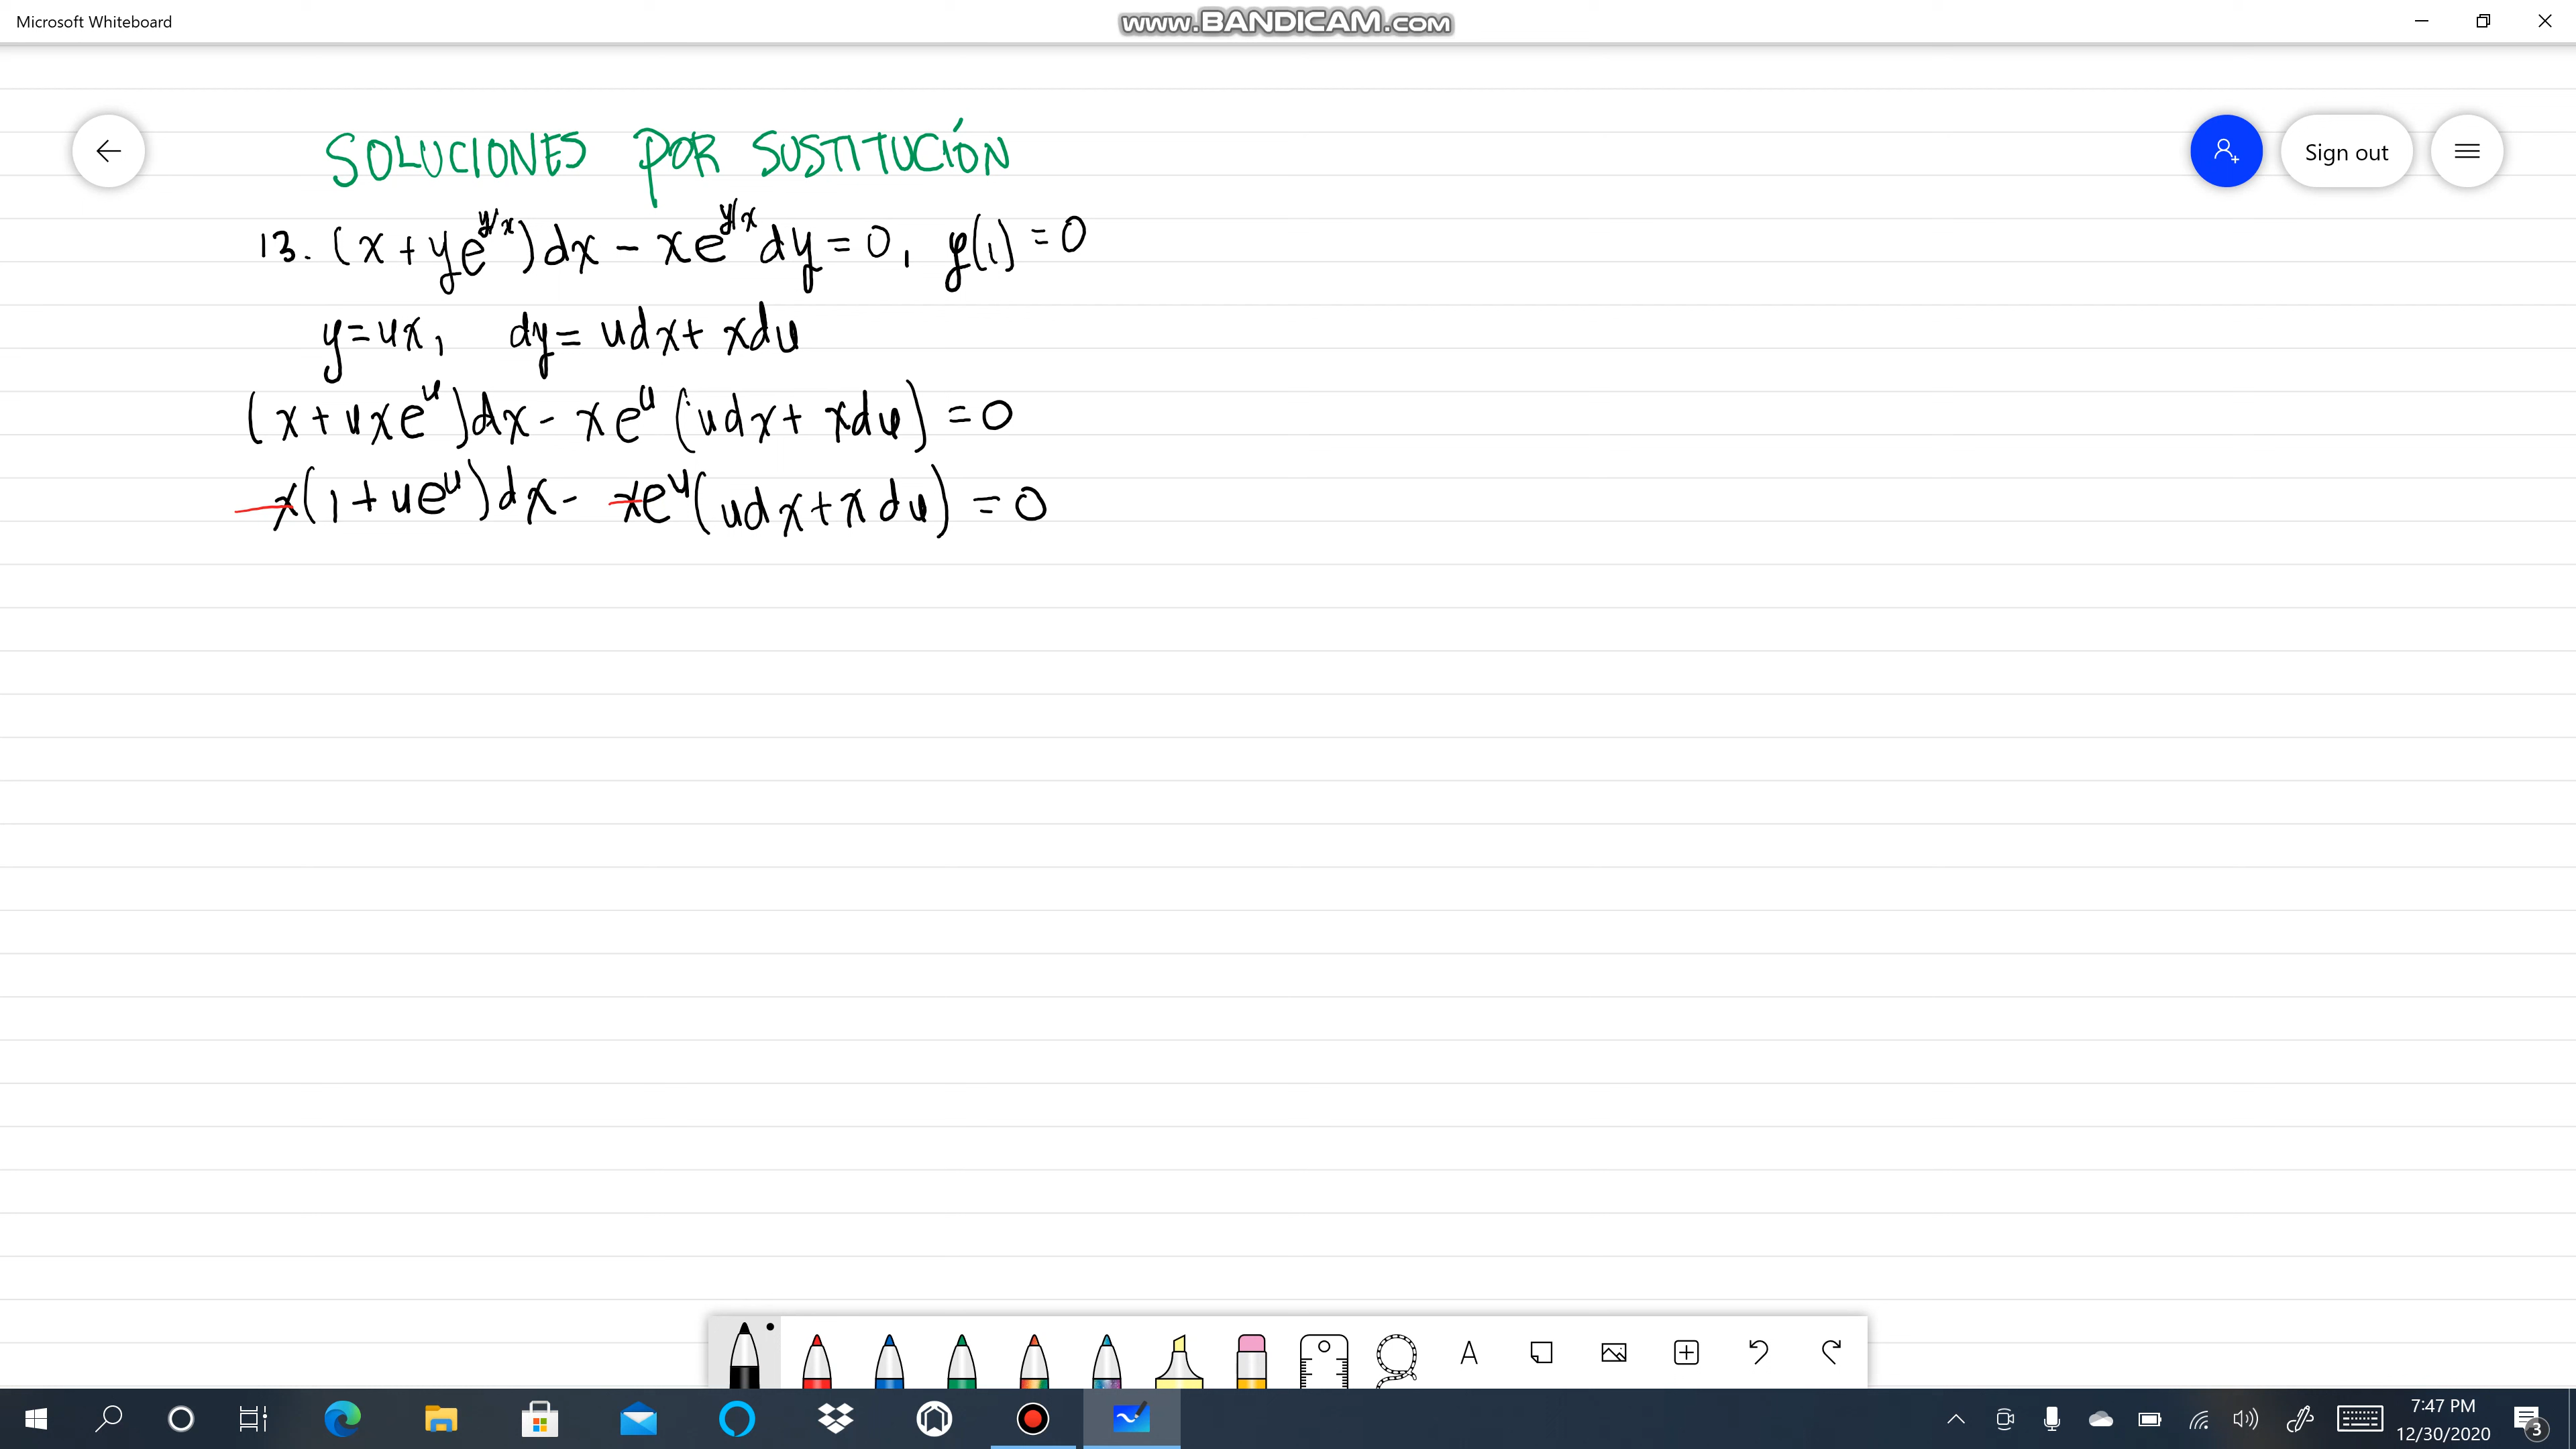 Microsoft Whiteboard
www.BANDICAM.com
Sign out
SOLUCIONES POR SUSTITUCIÓN
13. (x + ye^{y/x})dx - xe^{y/x}dy = 0, y(1) = 0
y = ux, dy = udx + xdu
(x + uxe^u)dx - xe^u(udx + xdu) = 0
x(1 + ue^u)dx - xe^u(udx + xdu) = 0
A
7:47 PM
12/30/2020
3